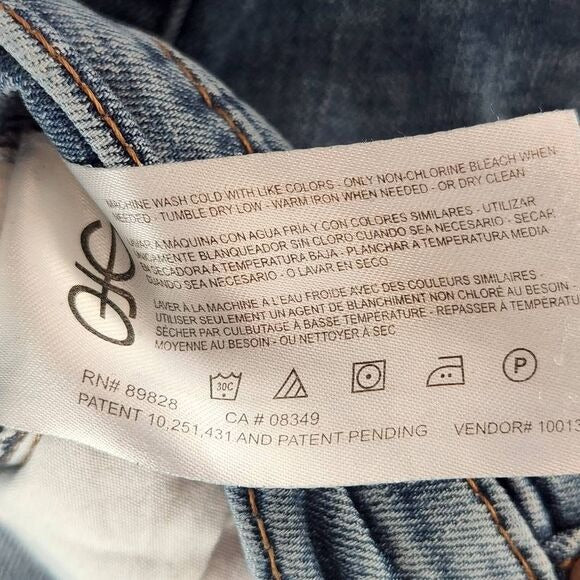 MACHINE WASH COLD WITH LIKE COLORS - ONLY NON-CHLORINE BLEACH WHEN
NEEDED - TUMBLE DRY LOW - WARM IRON WHEN NEEDED - OR DRY CLEAN
LAVAR A MÁQUINA CON AGUA FRÍA Y CON COLORES SIMILARES - UTILIZAR
ÚNICAMENTE BLANQUEADOR SIN CLORO CUANDO SEA NECESARIO - SECAR
EN SECADORA A TEMPERATURA BAJA - PLANCHAR A TEMPERATURA MEDIA
CUANDO SEA NECESARIO - O LAVAR EN SECO
LAVER À LA MACHINE A L'EAU FROIDE AVEC DES COULEURS SIMILAIRES -
UTILISER SEULEMENT UN AGENT DE BLANCHIMENT NON CHLORÉ AU BESOIN -
SÉCHER PAR CULBUTAGE À BASSE TEMPÉRATURE - REPASSER À TEMPÉRATU
MOYENNE AU BESOIN - OU NETTOYER À SEC
30C
P
RN# 89828 CA # 08349
PATENT 10,251,431 AND PATENT PENDING VENDOR# 10013